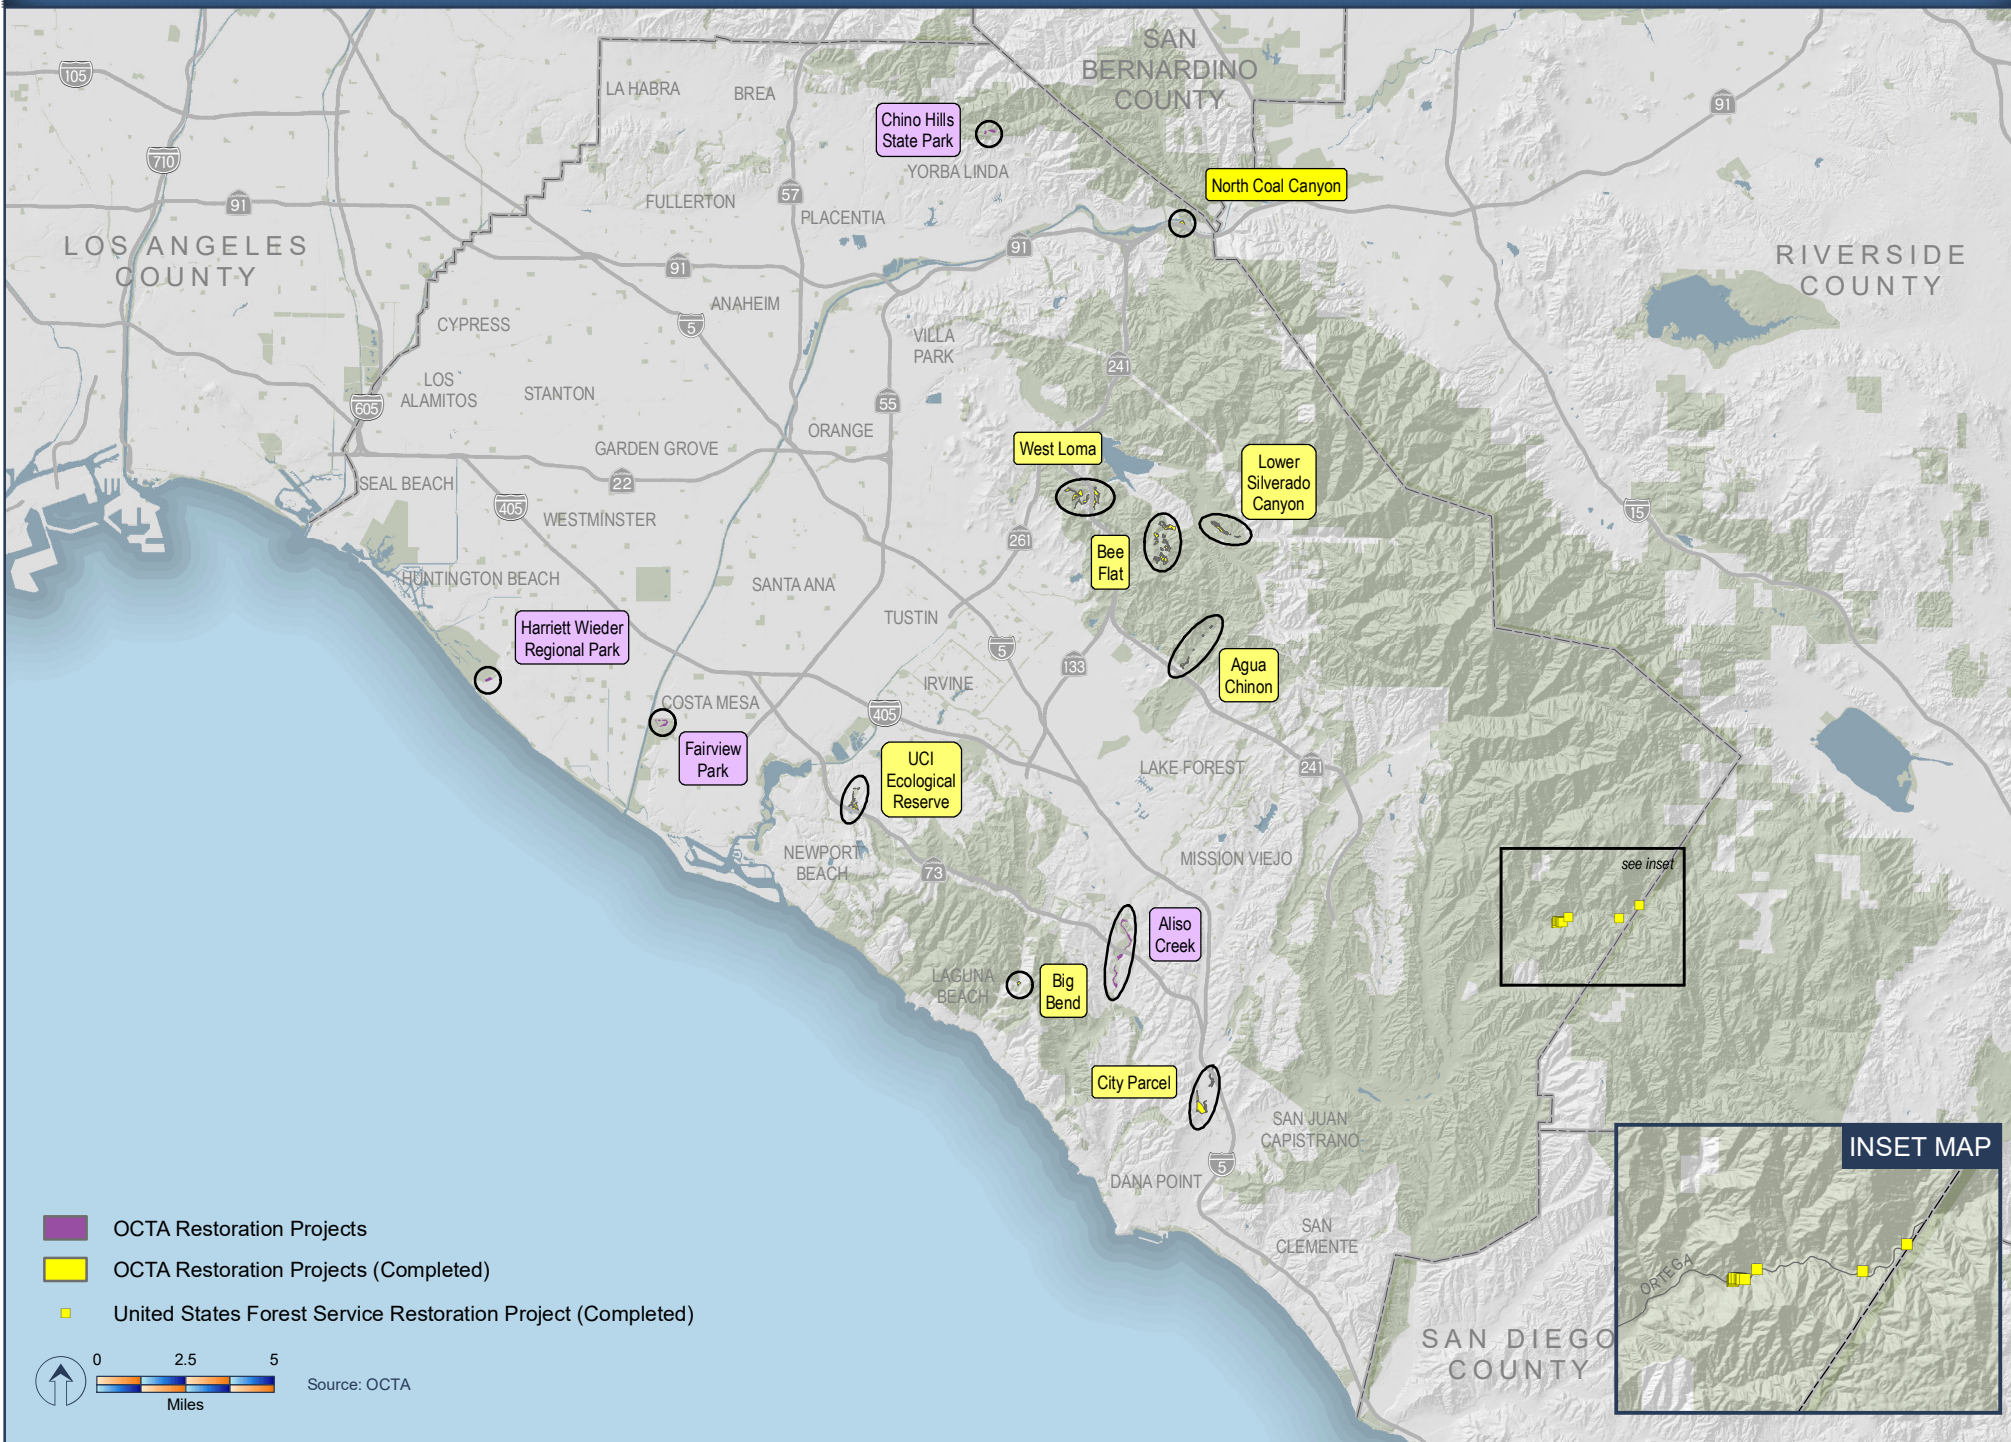 SAN
BERNARDINO
COUNTY
105
LA HABRA
BREA
91
Chino Hills
State Park
710
YORBA LINDA
North Coal Canyon
57
FULLERTON
91
PLACENTIA
LOS ANGELES
COUNTY
91
91
RIVERSIDE
COUNTY
ANAHEIM
CYPRESS
5
VILLA
PARK
241
LOS
ALAMITOS
STANTON
605
55
ORANGE
GARDEN GROVE
West Loma
Lower
Silverado
Canyon
SEAL BEACH
22
405
WESTMINSTER
15
261
Bee
Flat
HUNTINGTON BEACH
SANTA ANA
TUSTIN
Harriett Wieder
Regional Park
5
133
Agua
Chinon
IRVINE
COSTA MESA
405
Fairview
Park
UCI
Ecological
Reserve
LAKE FOREST
241
NEWPORT
BEACH
73
MISSION VIEJO
see inset
Aliso
Creek
LAGUNA
BEACH
Big
Bend
City Parcel
SAN JUAN
CAPISTRANO
5
DANA POINT
SAN
CLEMENTE
SAN DIEGO
COUNTY
INSET MAP
ORTEGA
OCTA Restoration Projects
OCTA Restoration Projects (Completed)
United States Forest Service Restoration Project (Completed)
0 2.5 5
Miles
Source: OCTA